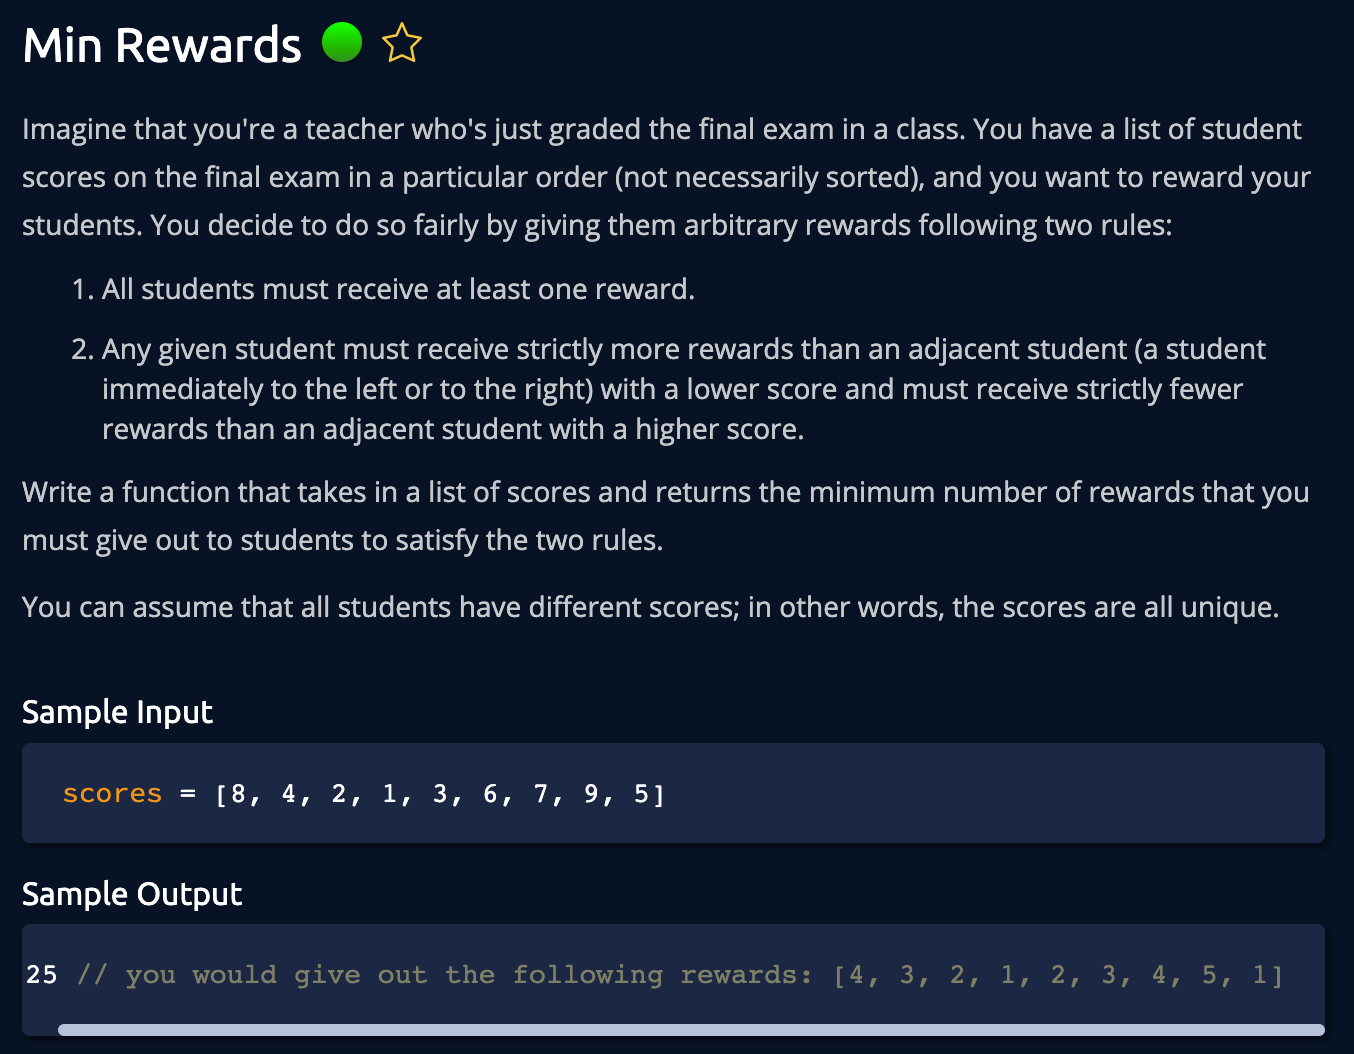 Min Rewards
Imagine that you're a teacher who's just graded the final exam in a class. You have a list of student
scores on the final exam in a particular order (not necessarily sorted), and you want to reward your
students. You decide to do so fairly by giving them arbitrary rewards following two rules:
1. All students must receive at least one reward.
2. Any given student must receive strictly more rewards than an adjacent student (a student
immediately to the left or to the right) with a lower score and must receive strictly fewer
rewards than an adjacent student with a higher score.
Write a function that takes in a list of scores and returns the minimum number of rewards that you
must give out to students to satisfy the two rules.
You can assume that all students have different scores; in other words, the scores are all unique.
Sample Input
scores = [8, 4, 2, 1, 3, 6, 7, 9, 5]
Sample Output
25 // you would give out the following rewards: [4, 3, 2, 1, 2, 3, 4, 5, 1]